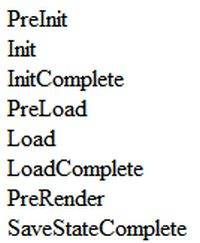 PreInit
Init
InitComplete
PreLoad
Load
LoadComplete
PreRender
SaveStateComplete